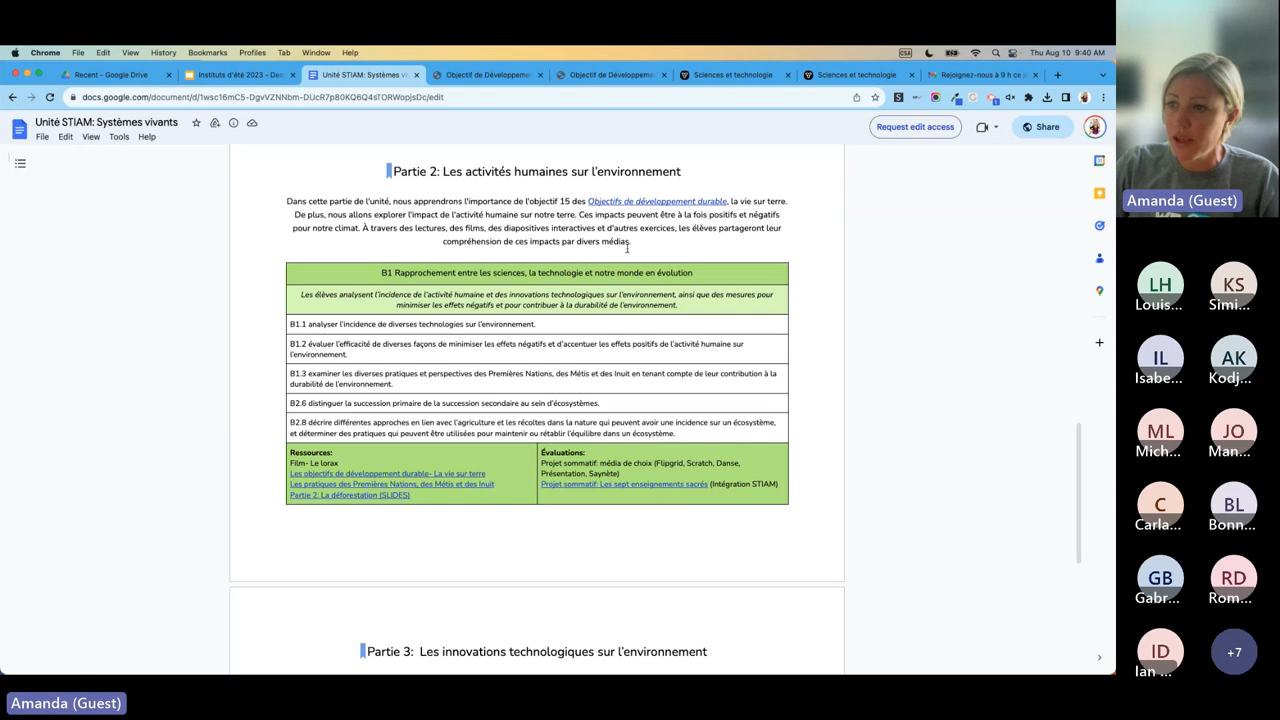 Chrome File Edit View History Bookmarks Profiles Tab Window Help
CSA
Thu Aug 10 9:40 AM
Recent - Google Drive
Instituts d'été 2023 - Des
Unité STIAM: Systèmes vi
Objectif de Développeme
Objectif de Développeme
Sciences et technologie
Sciences et technologie
Rejoignez-nous à 9 h ce j
docs.google.com/document/d/1wsc16mC5-DgvVZNNbm-DUcR7p80KQ6Q4sTORWopjsDc/edit
Unité STIAM: Systèmes vivants
File Edit View Tools Help
Request edit access
Share
Partie 2: Les activités humaines sur l'environnement
Dans cette partie de l'unité, nous apprendrons l'importance de l'objectif 15 des Objectifs de développement durable, la vie sur terre.
De plus, nous allons explorer l'impact de l'activité humaine sur notre terre. Ces impacts peuvent être à la fois positifs et négatifs
pour notre climat. À travers des lectures, des films, des diapositives interactives et d'autres exercices, les élèves partageront leur
compréhension de ces impacts par divers médias.
B1 Rapprochement entre les sciences, la technologie et notre monde en évolution
Les élèves analysent l'incidence de l'activité humaine et des innovations technologiques sur l'environnement, ainsi que des mesures pour
minimiser les effets négatifs et pour contribuer à la durabilité de l'environnement.
B1.1 analyser l'incidence de diverses technologies sur l'environnement.
B1.2 évaluer l'efficacité de diverses façons de minimiser les effets négatifs et d'accentuer les effets positifs de l'activité humaine sur
l'environnement.
B1.3 examiner les diverses pratiques et perspectives des Premières Nations, des Métis et des Inuit en tenant compte de leur contribution à la
durabilité de l'environnement.
B2.6 distinguer la succession primaire de la succession secondaire au sein d'écosystèmes.
B2.8 décrire différentes approches en lien avec l'agriculture et les récoltes dans la nature qui peuvent avoir une incidence sur un écosystème,
et déterminer des pratiques qui peuvent être utilisées pour maintenir ou rétablir l'équilibre dans un écosystème.
Ressources:
Film- Le lorax
Les objectifs de développement durable- La vie sur terre
Les pratiques des Premières Nations, des Métis et des Inuit
Partie 2: La déforestation (SLIDES)
Évaluations:
Projet sommatif: média de choix (Flipgrid, Scratch, Danse,
Présentation, Saynète)
Projet sommatif: Les sept enseignements sacrés (Intégration STIAM)
Partie 3: Les innovations technologiques sur l'environnement
Amanda (Guest)
LH
Louis...
KS
Simi...
IL
Isabe...
AK
Kodj...
ML
Mich...
JO
Man...
C
Carla...
BL
Bonn...
GB
Gabr...
RD
Rom...
ID
Ian ...
+7
Amanda (Guest)